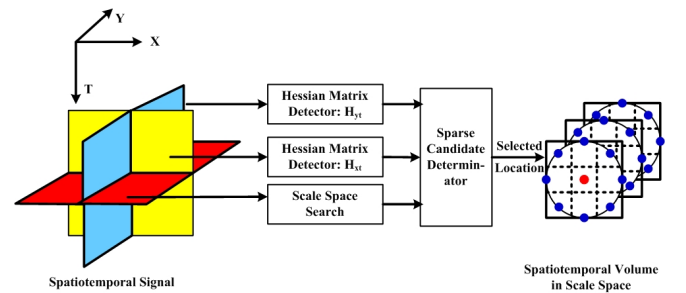 Y
X
T
Hessian Matrix
Detector: Hyt
Hessian Matrix
Detector: Hxt
Scale Space
Search
Sparse
Candidate
Determin-
ator
Selected
Location
Spatiotemporal Signal
Spatiotemporal Volume
in Scale Space